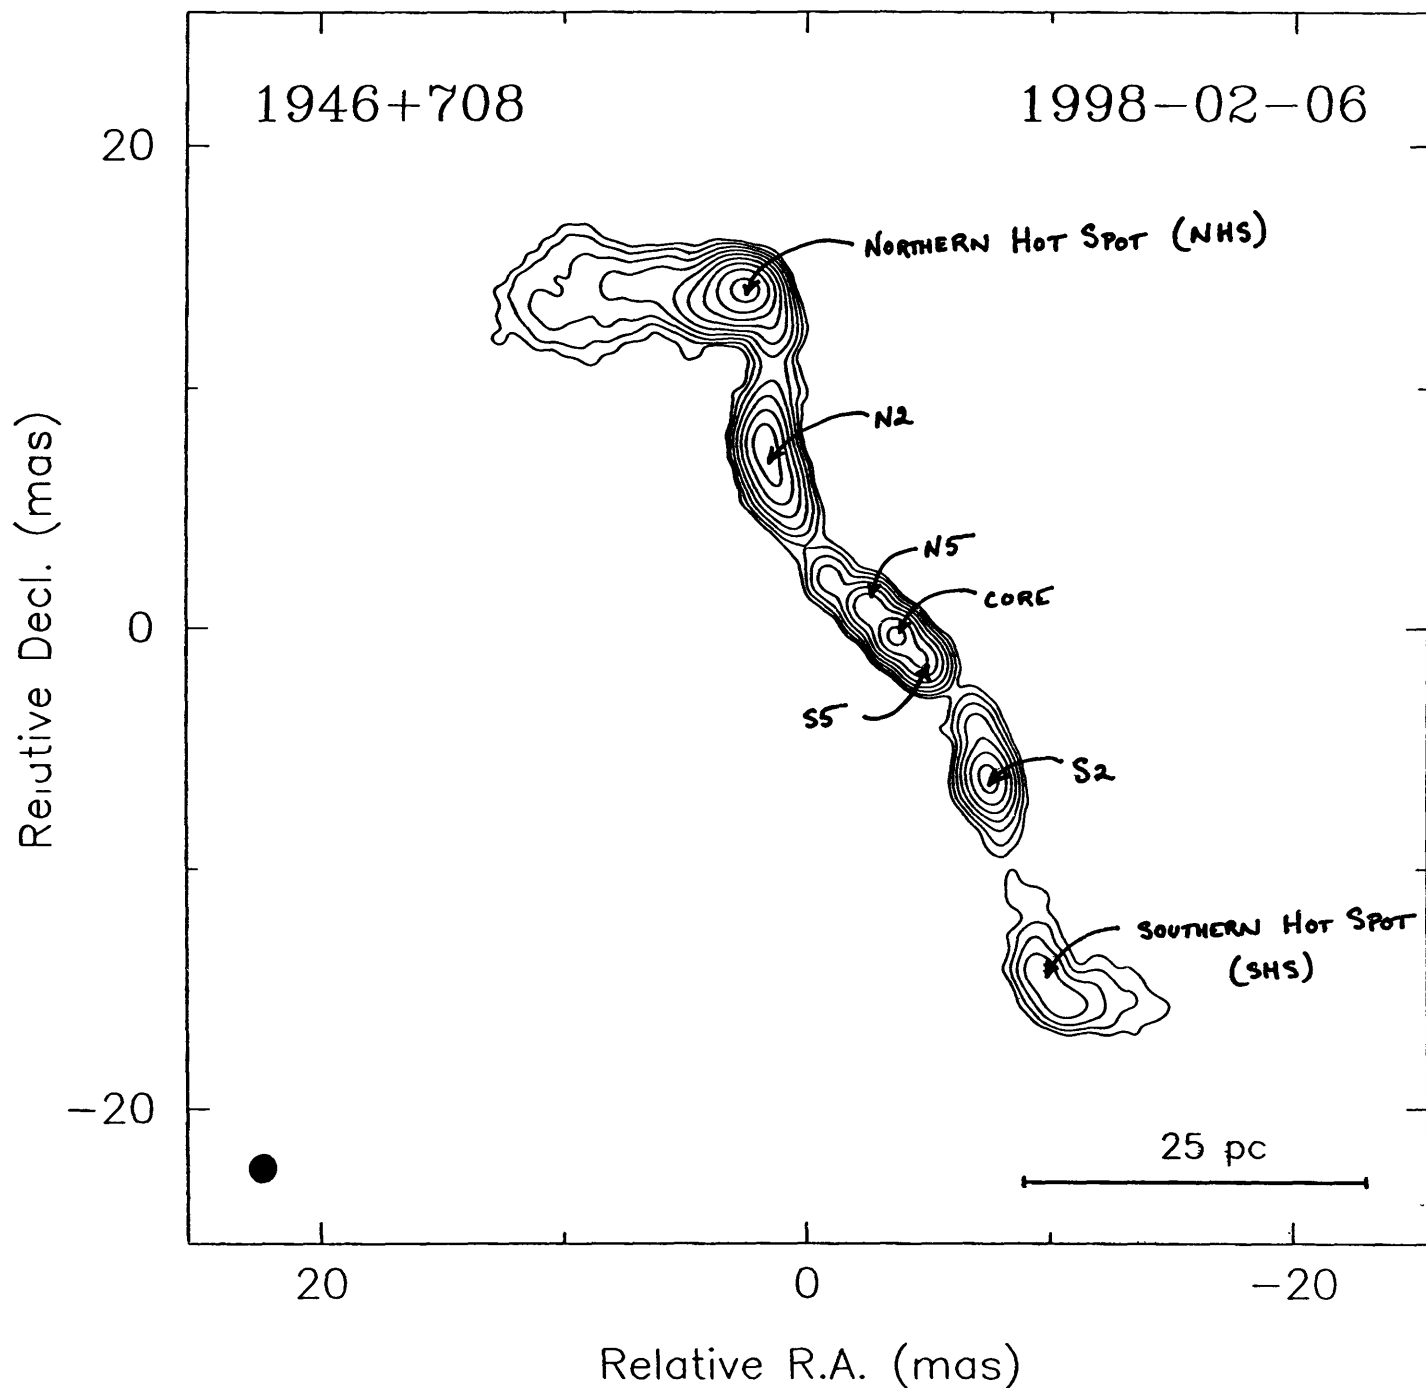 1946+708
1998-02-06
20
NORTHERN HOT SPOT (NHS)
N2
N5
CORE
0
S5
S2
SOUTHERN HOT SPOT
(SHS)
-20
25 pc
20
0
-20
Relative Decl. (mas)
Relative R.A. (mas)